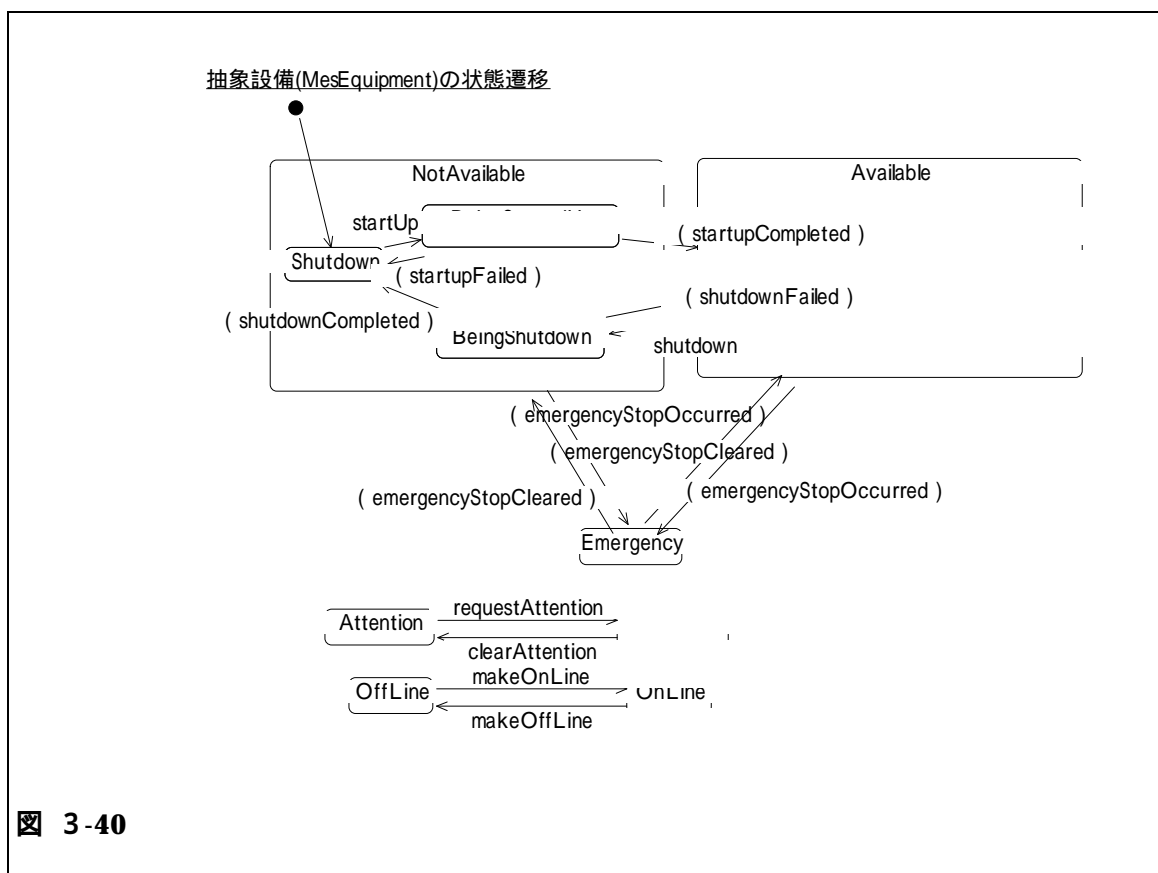 抽象設備(MesEquipment)の状態遷移
NotAvailable
Available
startUp
( startupCompleted )
Shutdown
( startupFailed )
( shutdownFailed )
( shutdownCompleted )
BeingShutdown
shutdown
( emergencyStopOccurred )
( emergencyStopCleared )
( emergencyStopCleared )
( emergencyStopOccurred )
Emergency
requestAttention
Attention
clearAttention
makeOnLine
OffLine
OnLine
makeOffLine
図 3-40